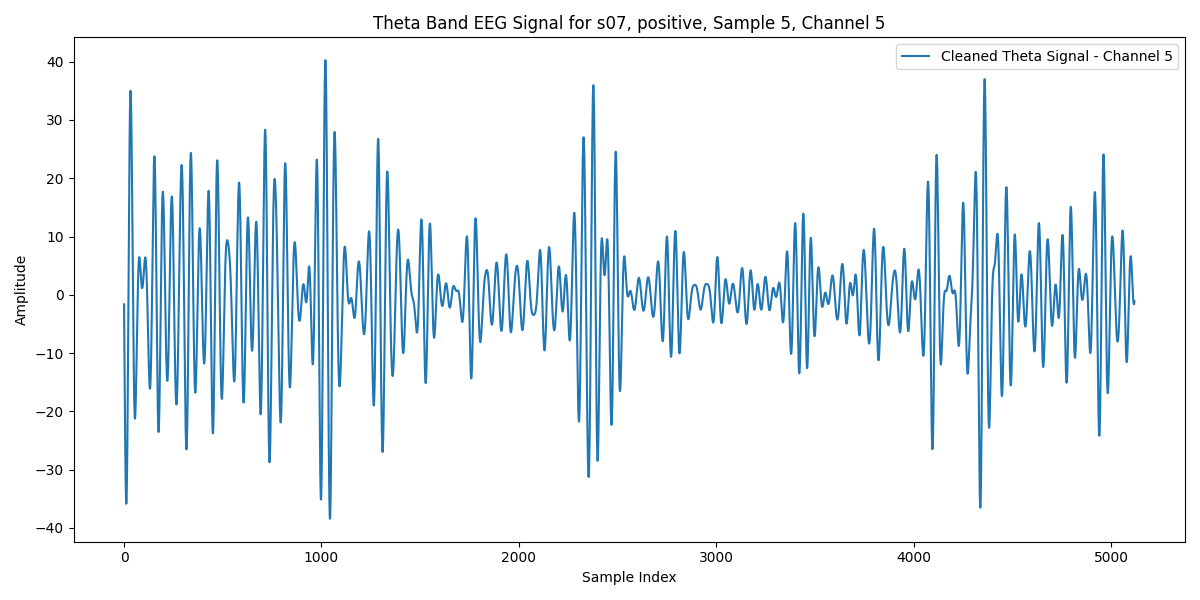 Theta Band EEG Signal for s07, positive, Sample 5, Channel 5
Cleaned Theta Signal - Channel 5
Amplitude
40
30
20
10
0
−10
−20
−30
−40
0 1000 2000 3000 4000 5000
Sample Index